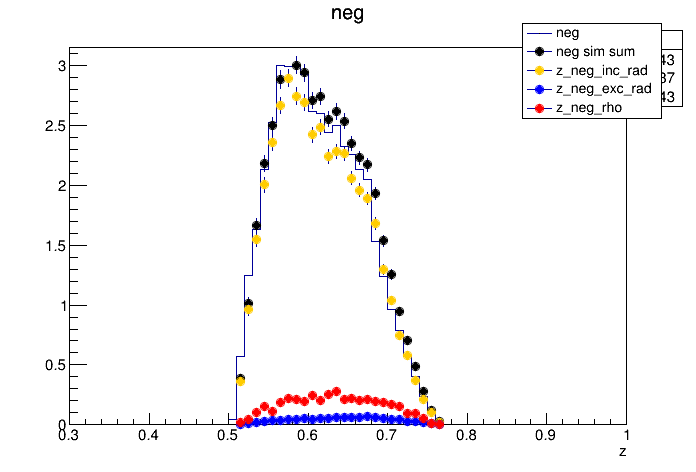 neg
neg
neg sim sum
z_neg_inc_rad
z_neg_exc_rad
z_neg_rho
43
37
43
3
2.5
2
1.5
1
0.5
0
0.3 0.4 0.5 0.6 0.7 0.8 0.9 1
z